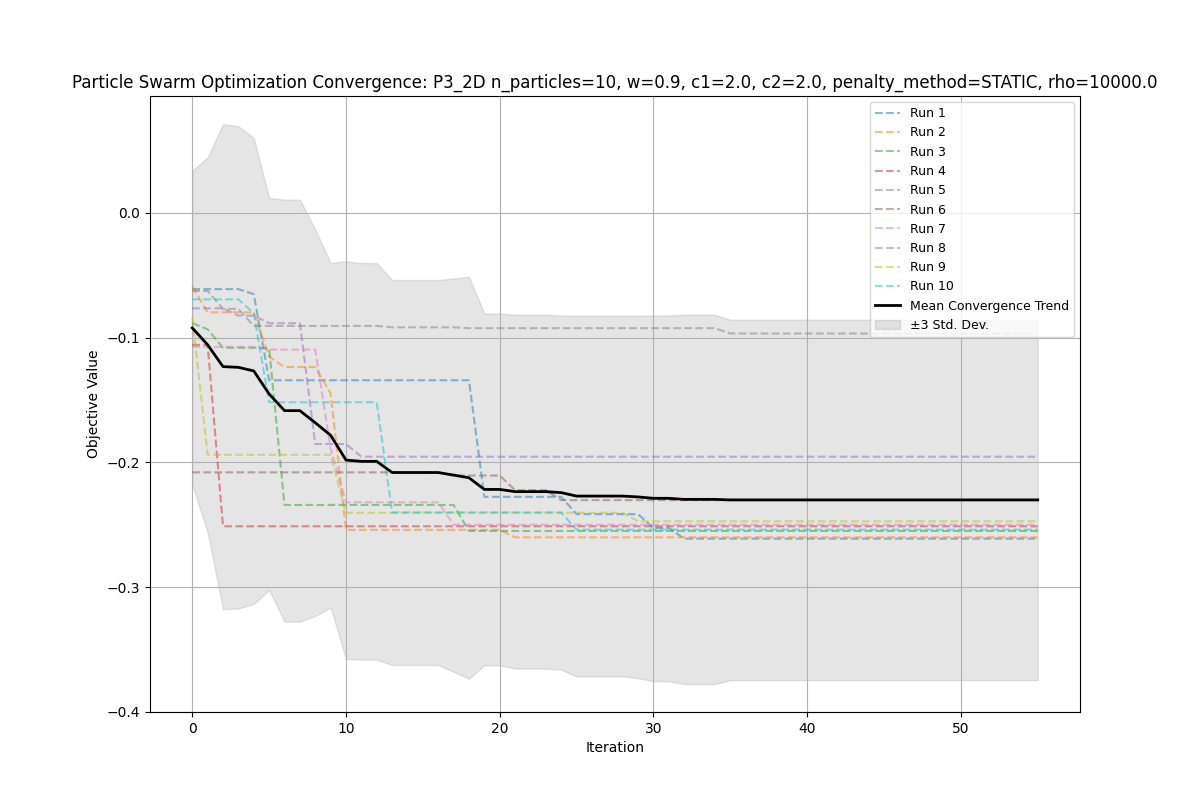 Particle Swarm Optimization Convergence: P3_2D n_particles=10, w=0.9, c1=2.0, c2=2.0, penalty_method=STATIC, rho=10000.0
Run 1
Run 2
Run 3
Run 4
Run 5
Run 6
Run 7
Run 8
Run 9
Run 10
Mean Convergence Trend
±3 Std. Dev.
Objective Value
0.0
−0.1
−0.2
−0.3
−0.4
0 10 20 30 40 50
Iteration